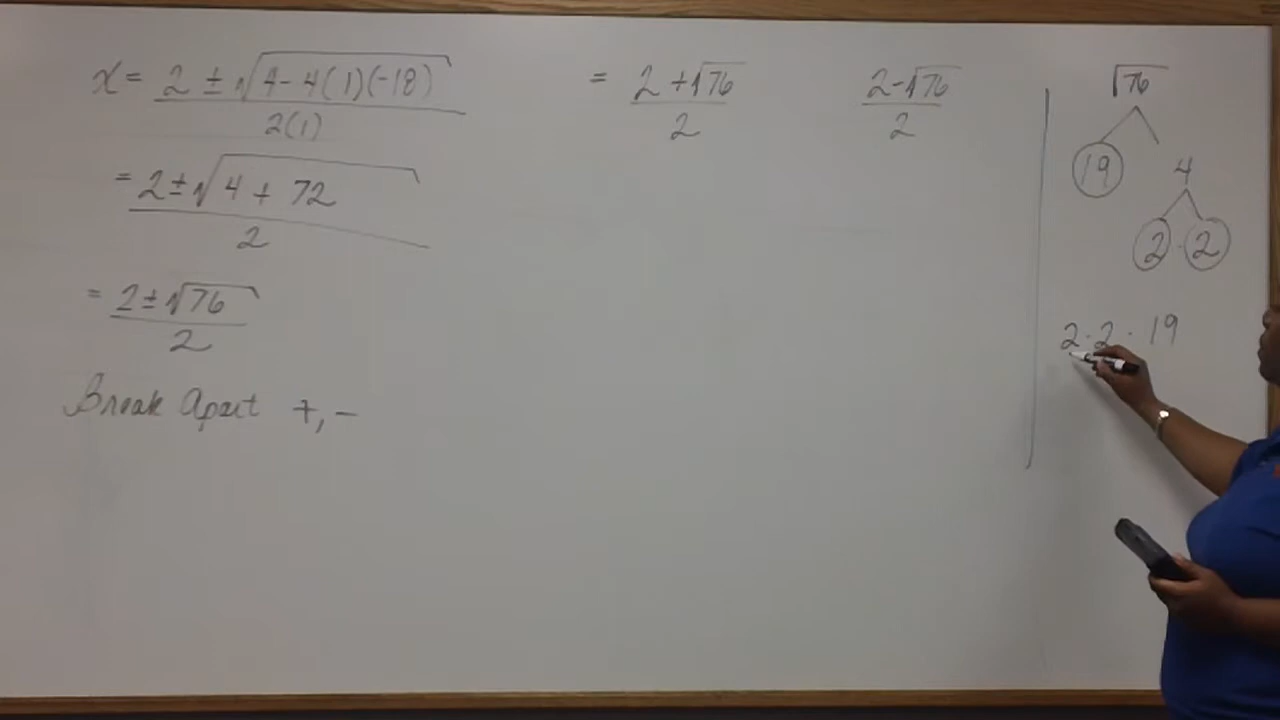 x = 2 ± √4 - 4(1)(-18)
2(1)
= 2 ± √4 + 72
2
= 2 ± √76
2
Break Apart +, -
= 2 + √76
2
2 - √76
2
√76
19 4
2 · 2
2 · 2 · 19